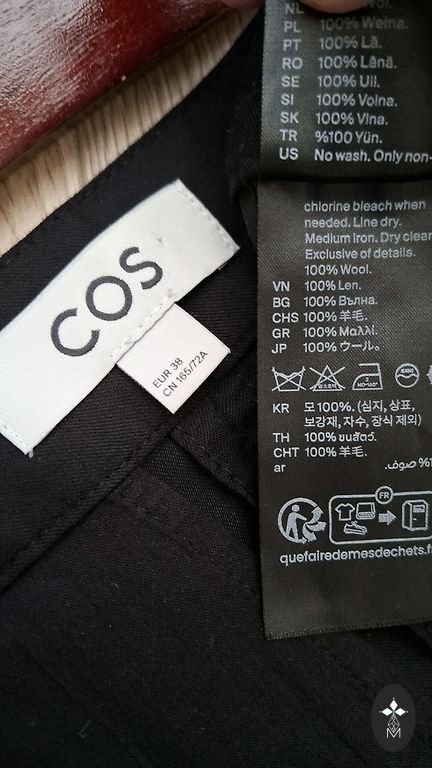 COS
EUR 38
CN 165/72A
NL
PL 100% Wełna.
PT 100% Lã.
RO 100% Lână.
SE 100% Ull.
SI 100% Volna.
SK 100% Vlna.
TR %100 Yün.
US No wash. Only non-
chlorine bleach when
needed. Line dry.
Medium iron. Dry clean
Exclusive of details.
100% Wool.
VN 100% Len.
BG 100% Вълна.
CHS 100% 羊毛.
GR 100% Μαλλί.
JP 100% ウール。
KR 모 100%. (심지, 상표,
보강재, 자수, 장식 제외)
TH 100% ขนสัตว์.
CHT 100% 羊毛.
ar صوف.
FR
quefairedemesdechets.f
M